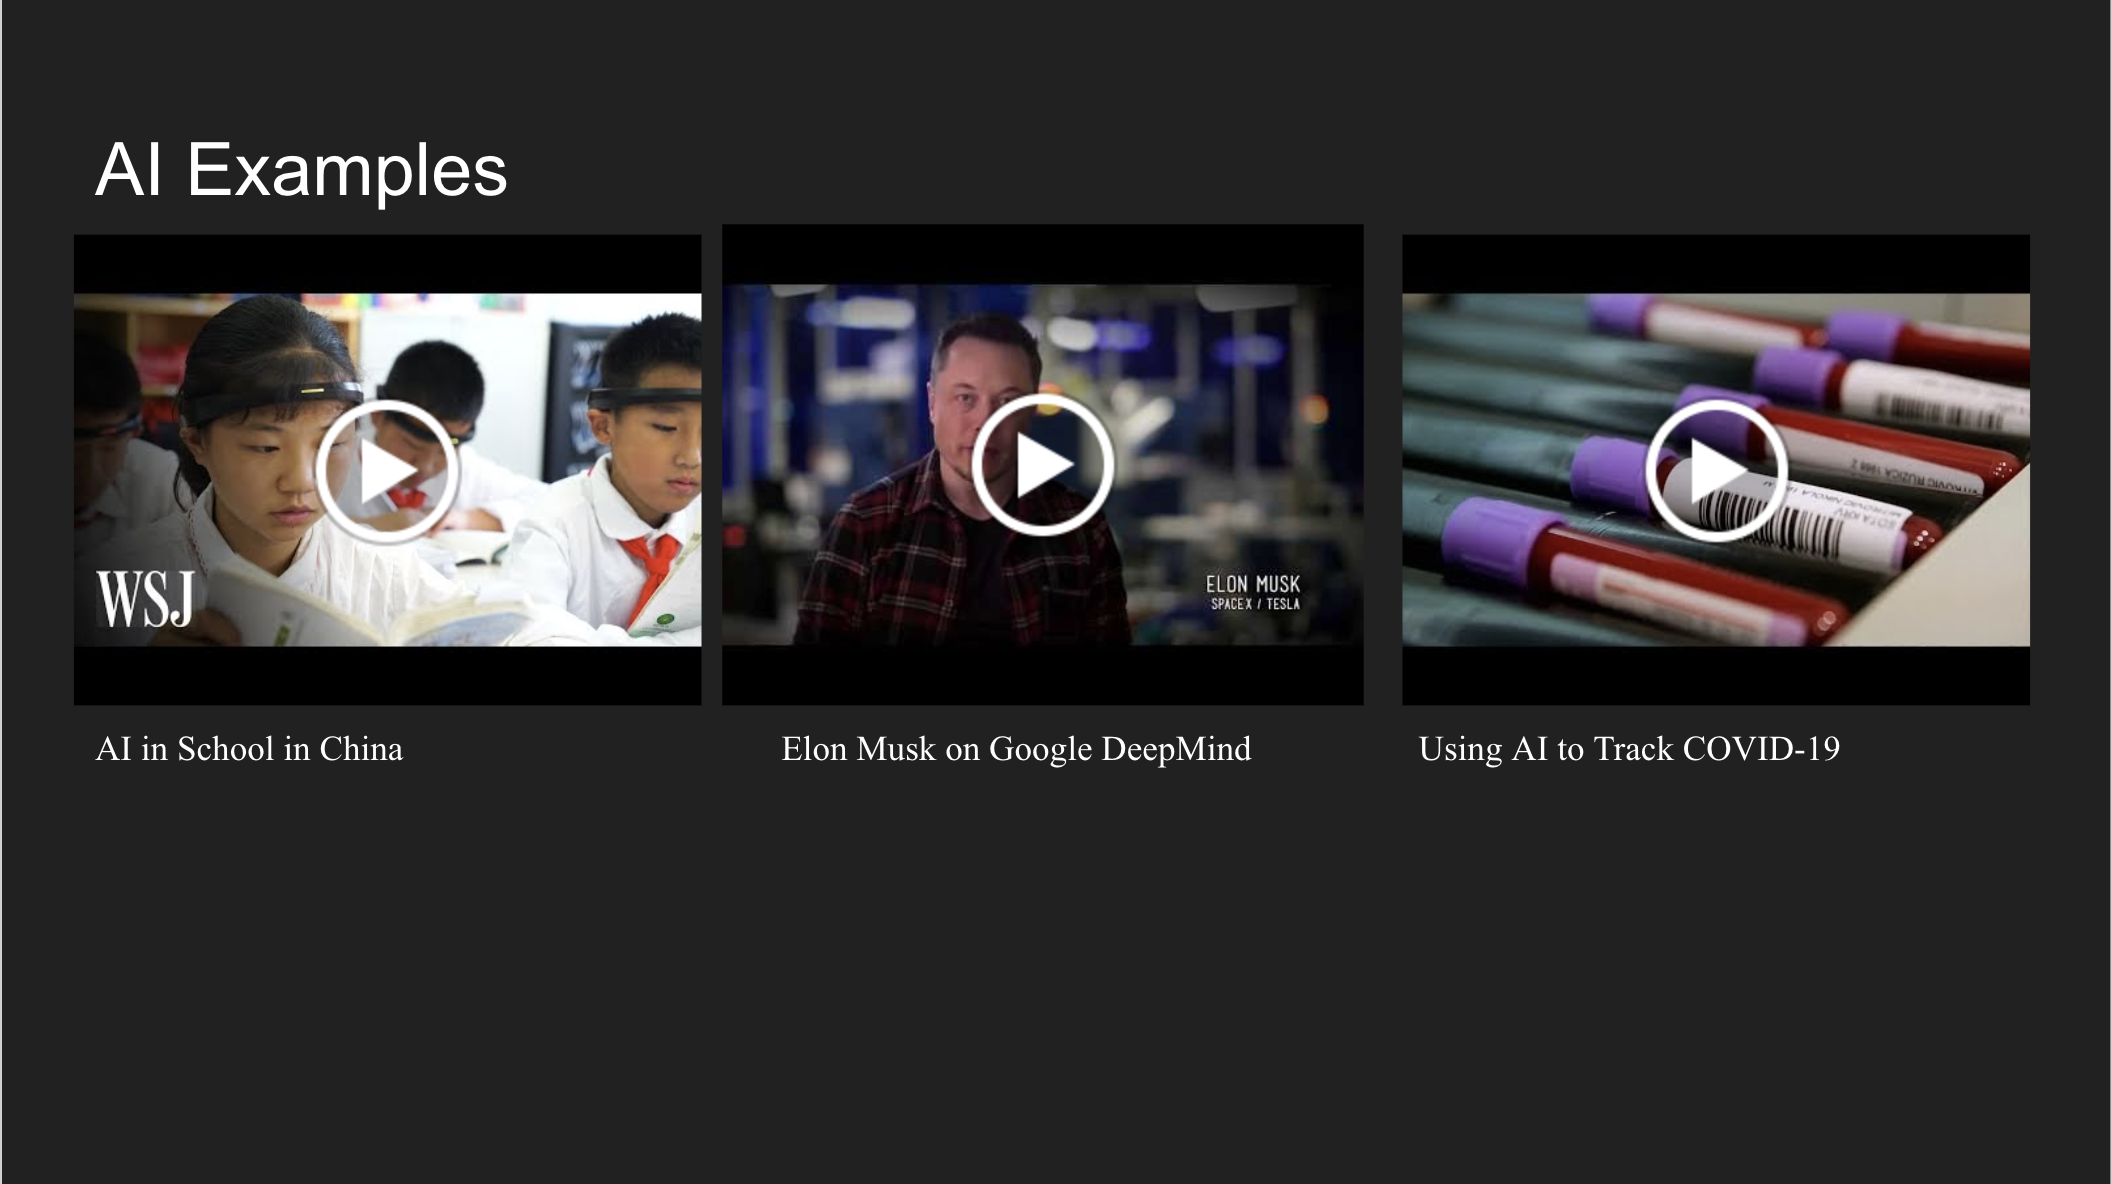 AI Examples
WSJ
ELON MUSK
SPACEX / TESLA
AI in School in China
Elon Musk on Google DeepMind
Using AI to Track COVID-19